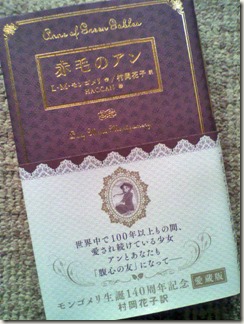 Anne of Green Gables
赤毛のアン
L・M・モンゴメリ 作/村岡花子 訳
HACCAN 絵
世界中で100年以上もの間、
愛され続けている少女
アンとあなたも
「腹心の友」になって―
モンゴメリ生誕140周年記念 愛蔵版
村岡花子訳